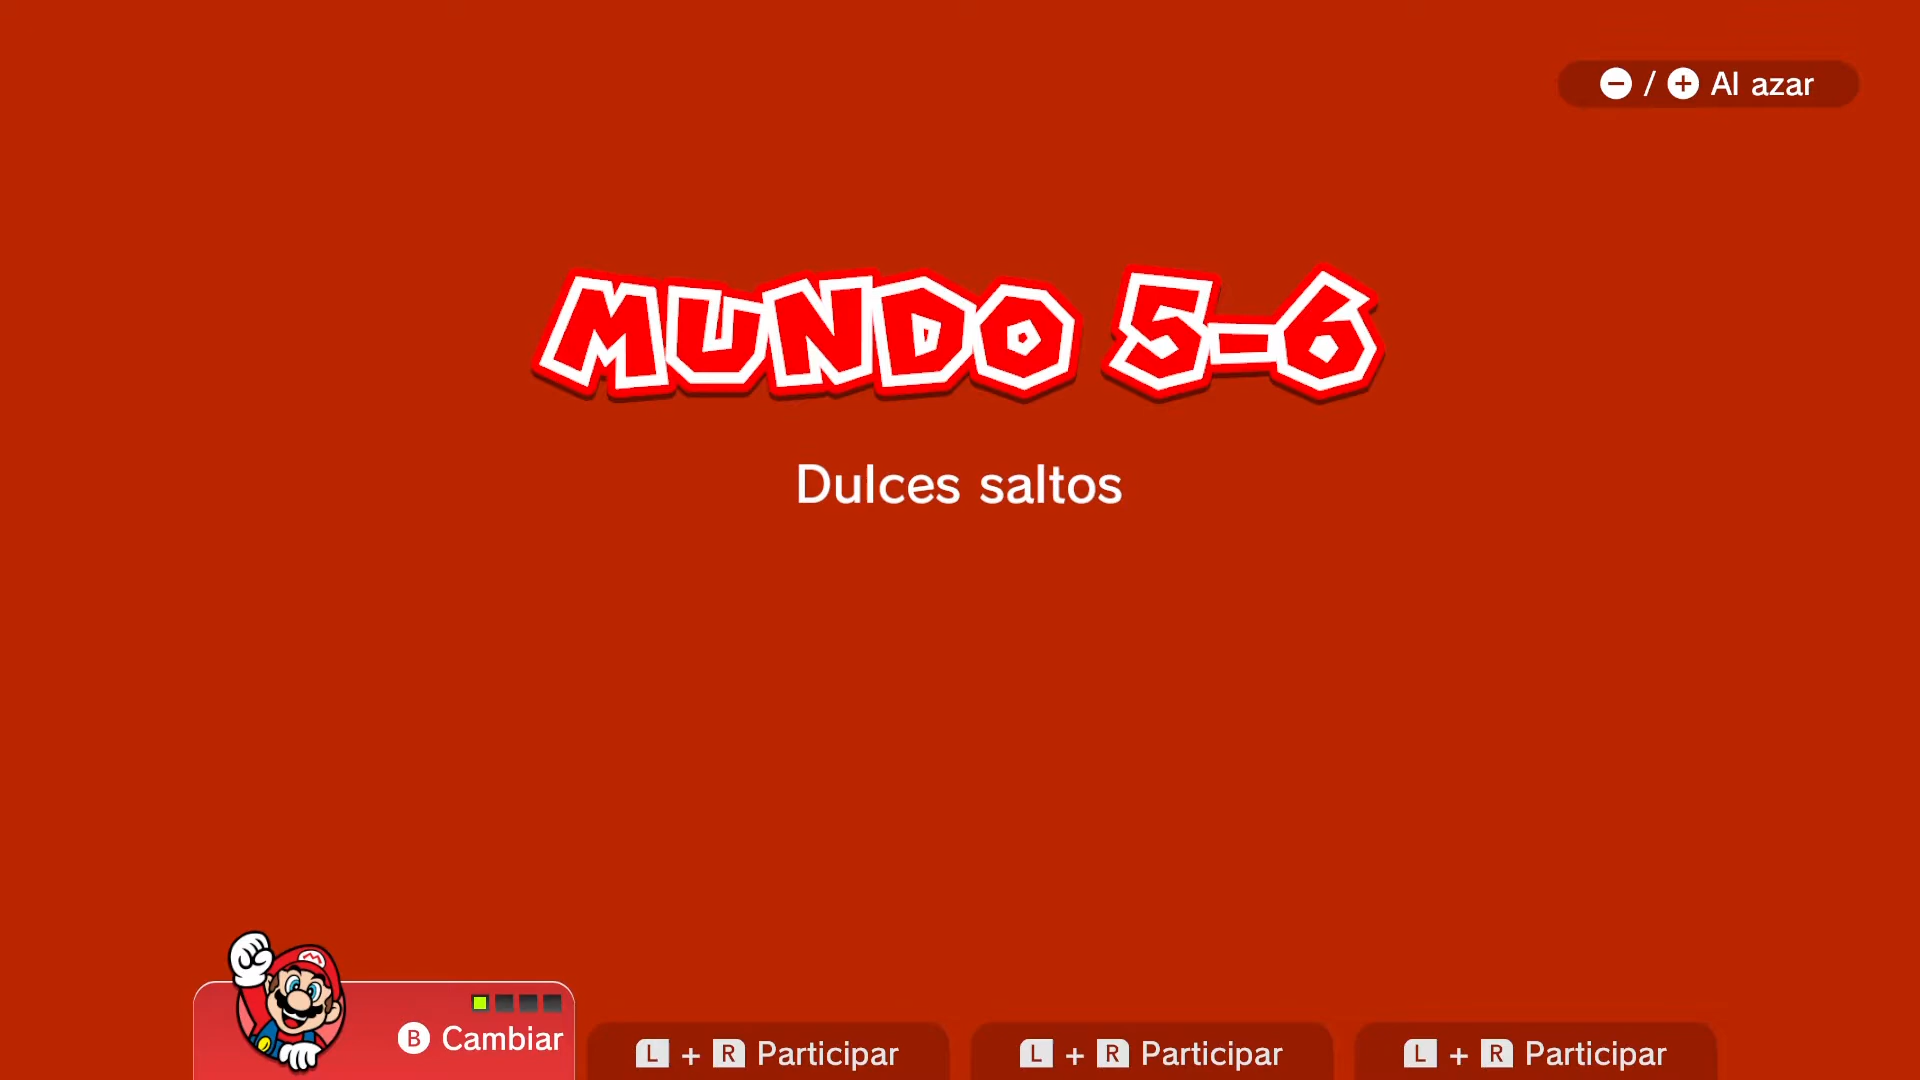 - / + Al azar
MUNDO 5-6
Dulces saltos
B Cambiar
L + R Participar
L + R Participar
L + R Participar